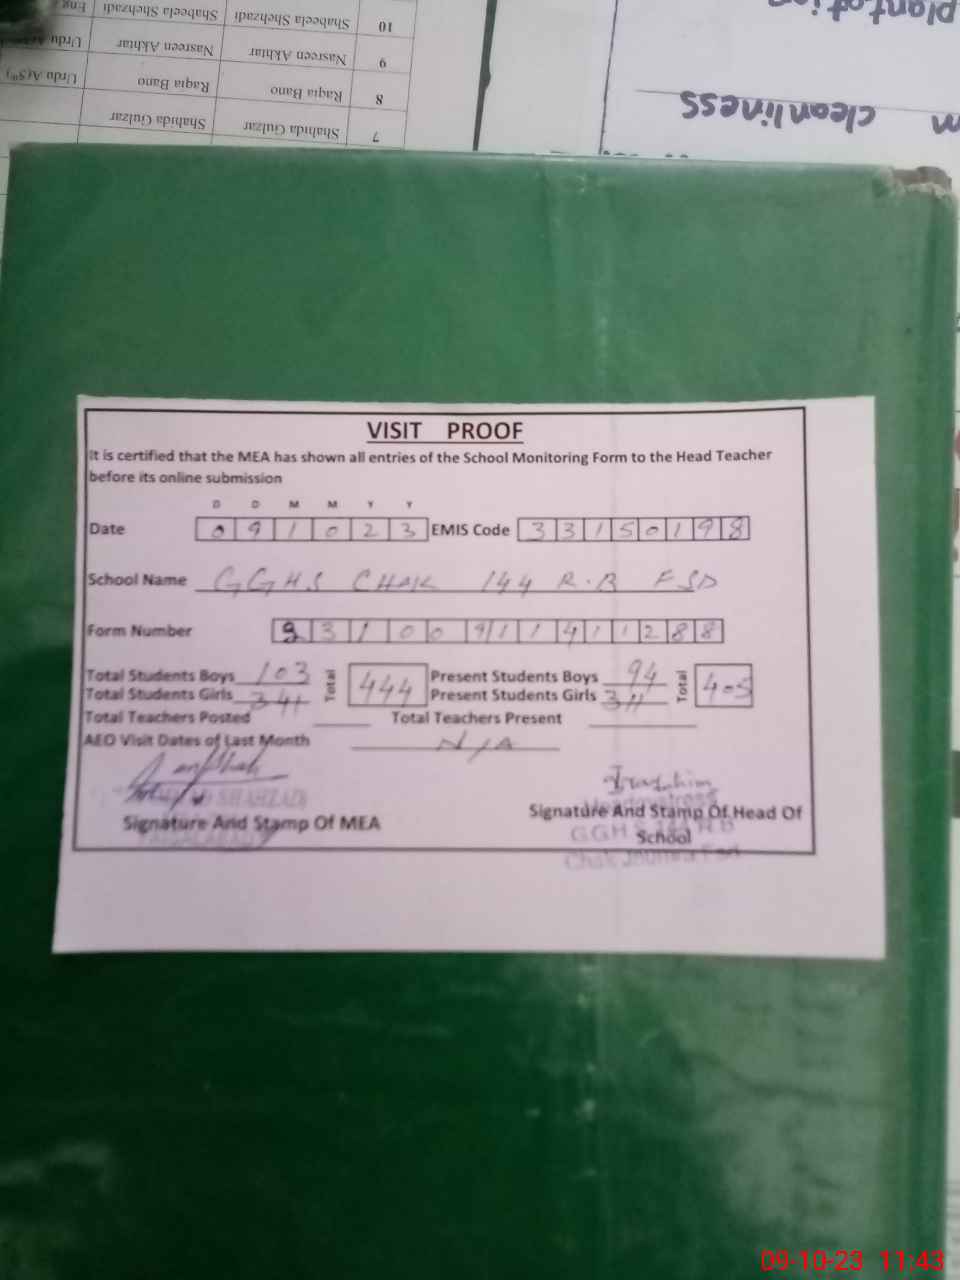 plantation
cleanliness
10 Shabeela Shehzadi Shabeela Shehzadi Eng
9 Nasreen Akhtar Nasreen Akhtar Urdu
8 Raqia Bano Raqia Bano Urdu
7 Shahida Gulzar Shahida Gulzar
VISIT PROOF
It is certified that the MEA has shown all entries of the School Monitoring Form to the Head Teacher
before its online submission
D D M M Y Y
Date 0 9 1 0 2 3 EMIS Code 3 3 1 5 0 1 9 8
School Name GGHS CHAK 144 R.B FSD
Form Number 3 1 0 0 9 1 1 4 1 1 2 8 8
Total Students Boys 103 Total 444 Present Students Boys 94 Total 405
Total Students Girls 341 Present Students Girls 311
Total Teachers Posted Total Teachers Present
AEO Visit Dates of Last Month N/A
SHAHZAD
Signature And Stamp Of MEA
Signature And Stamp Of Head Of
School
GGHS 144 R.B
09-10-23 11:43